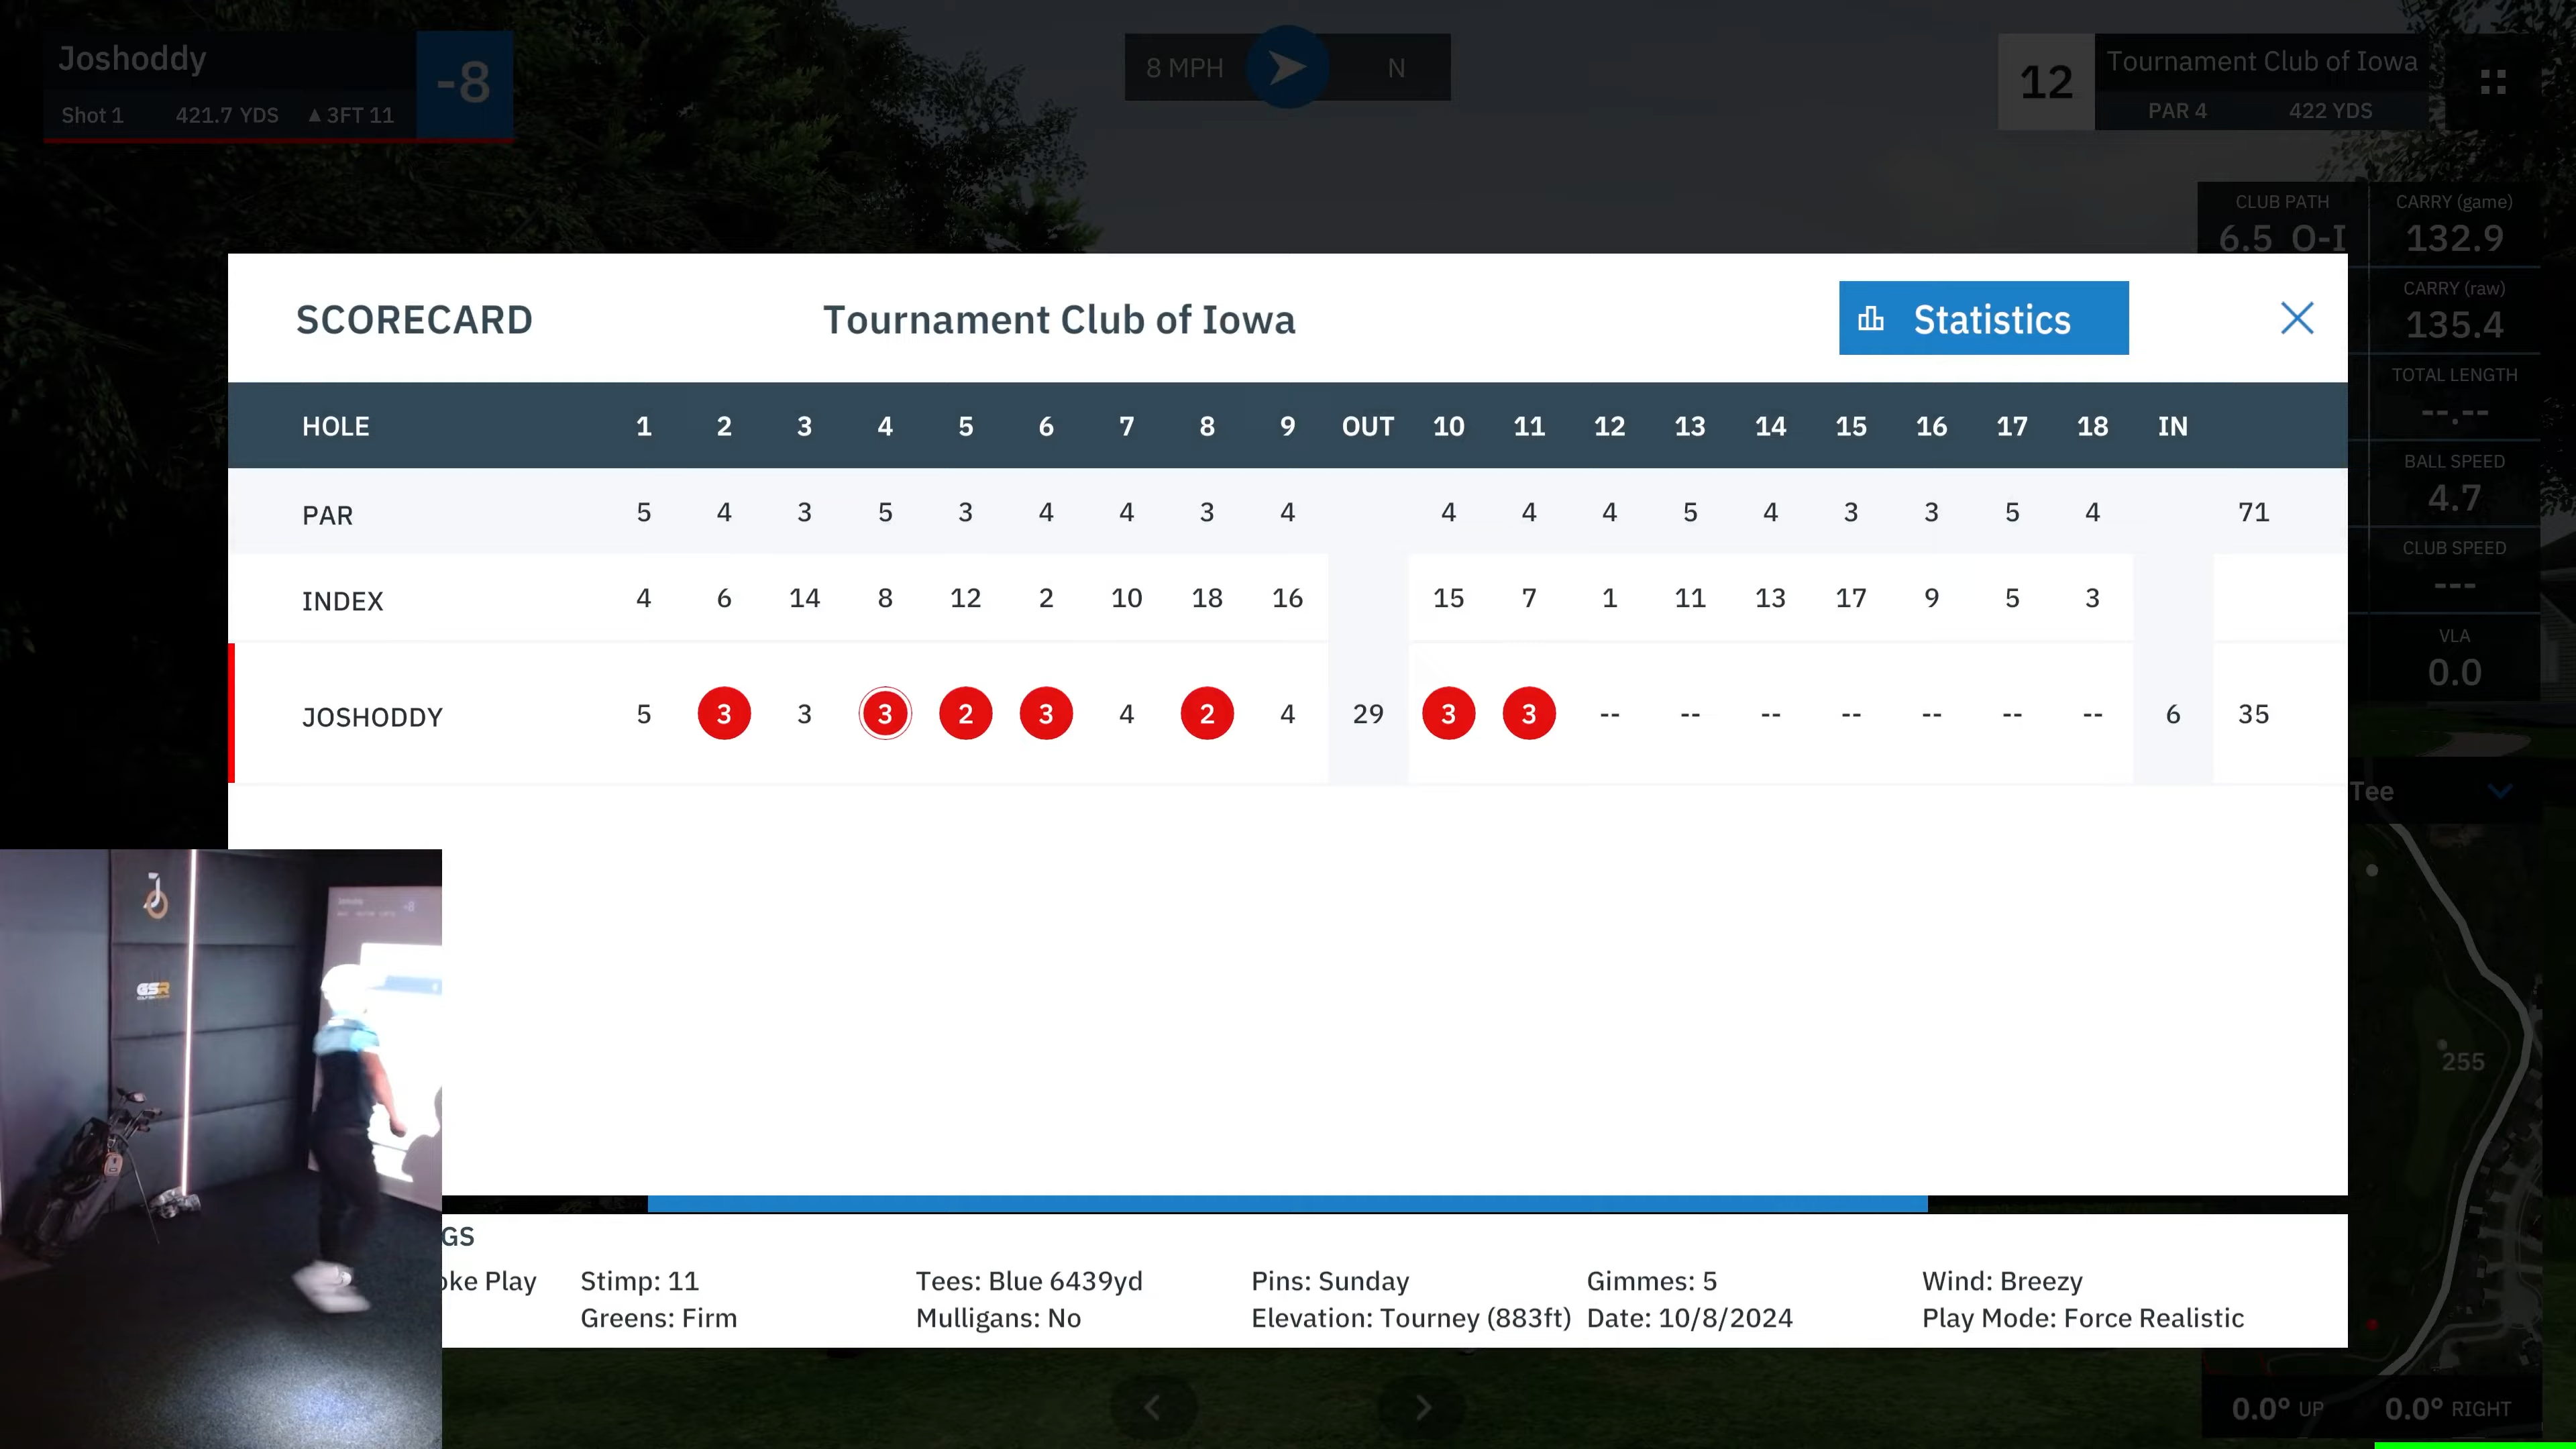 Joshoddy
-8
Shot 1 421.7 YDS ▲3FT 11
8 MPH N
12
Tournament Club of Iowa
PAR 4 422 YDS
CLUB PATH
6.5 O-I
CARRY (game)
132.9
CARRY (raw)
135.4
TOTAL LENGTH
--.--
BALL SPEED
4.7
CLUB SPEED
---
VLA
0.0
SCORECARD Tournament Club of Iowa Statistics
HOLE 1 2 3 4 5 6 7 8 9 OUT 10 11 12 13 14 15 16 17 18 IN
PAR 5 4 3 5 3 4 4 3 4 4 4 4 5 4 3 3 5 4 71
INDEX 4 6 14 8 12 2 10 18 16 15 7 1 11 13 17 9 5 3
JOSHODDY 5 3 3 3 2 3 4 2 4 29 3 3 -- -- -- -- -- -- -- 6 35
Tee
255
GSR
GS
oke Play Stimp: 11 Tees: Blue 6439yd Pins: Sunday Gimmes: 5 Wind: Breezy
Greens: Firm Mulligans: No Elevation: Tourney (883ft) Date: 10/8/2024 Play Mode: Force Realistic
0.0° UP 0.0° RIGHT